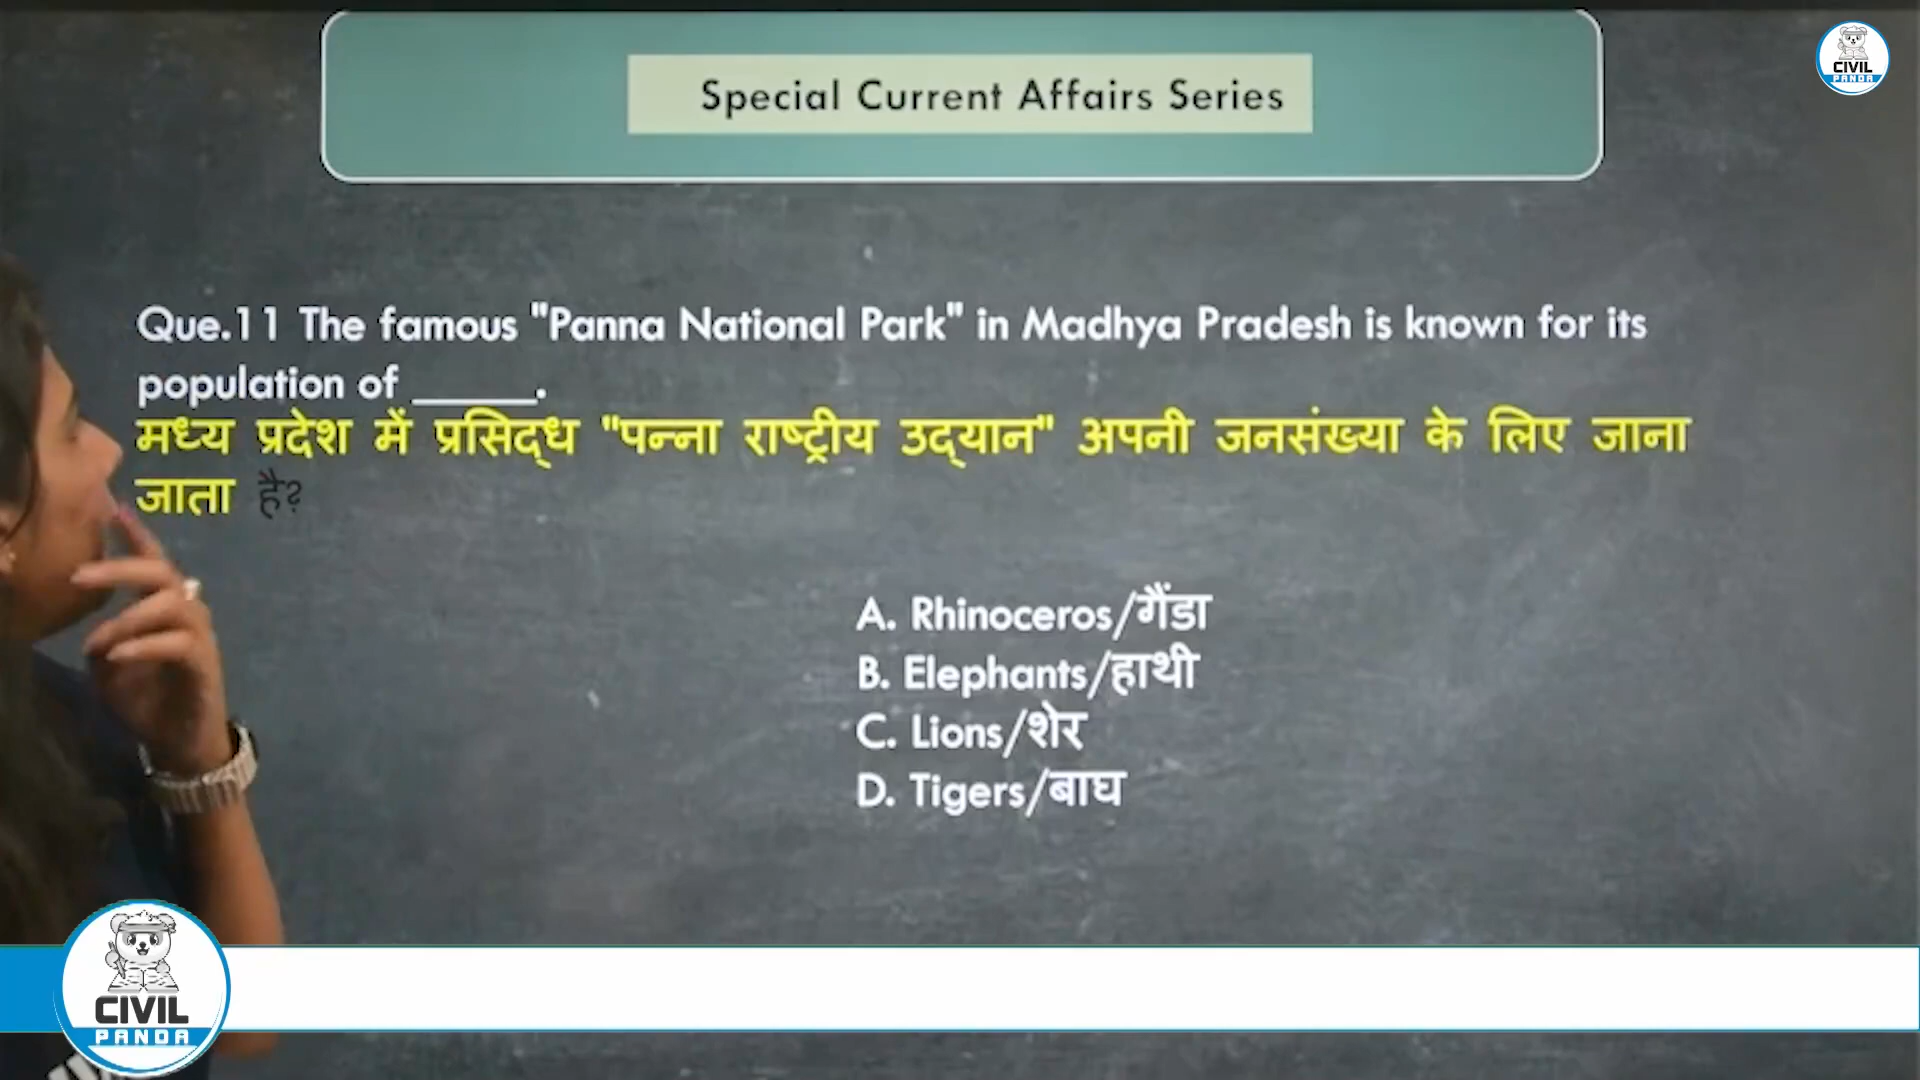 Special Current Affairs Series
CIVIL
PANDA
Que.11 The famous "Panna National Park" in Madhya Pradesh is known for its
population of _____.
मध्य प्रदेश में प्रसिद्ध "पन्ना राष्ट्रीय उद्यान" अपनी जनसंख्या के लिए जाना
जाता है?
A. Rhinoceros/गैंडा
B. Elephants/हाथी
C. Lions/शेर
D. Tigers/बाघ
CIVIL
PANDA